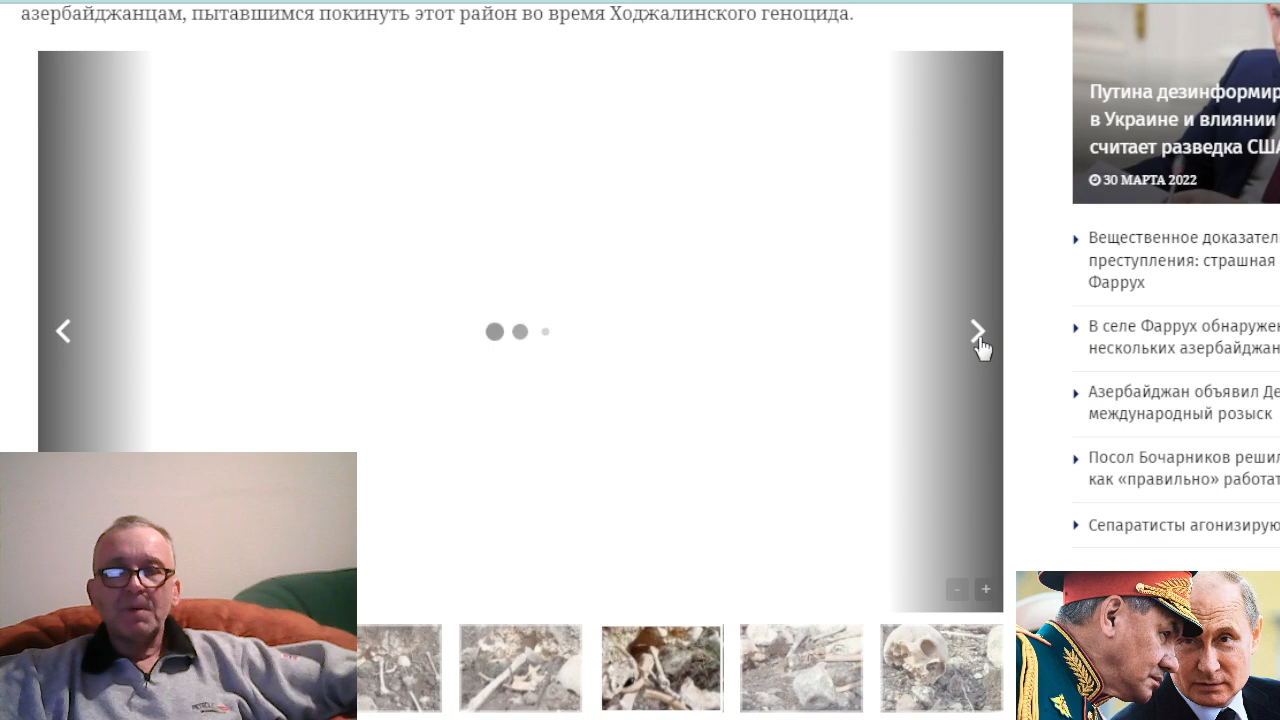 азербайджанцам, пытавшимся покинуть этот район во время Ходжалинского геноцида.
Путина дезинформир
в Украине и влиянии
считает разведка США
30 МАРТА 2022
Вещественное доказател
преступления: страшная
Фаррух
В селе Фаррух обнаружен
нескольких азербайджан
Азербайджан объявил Де
международный розыск
Посол Бочарников решил
как «правильно» работат
Сепаратисты агонизирую
- +